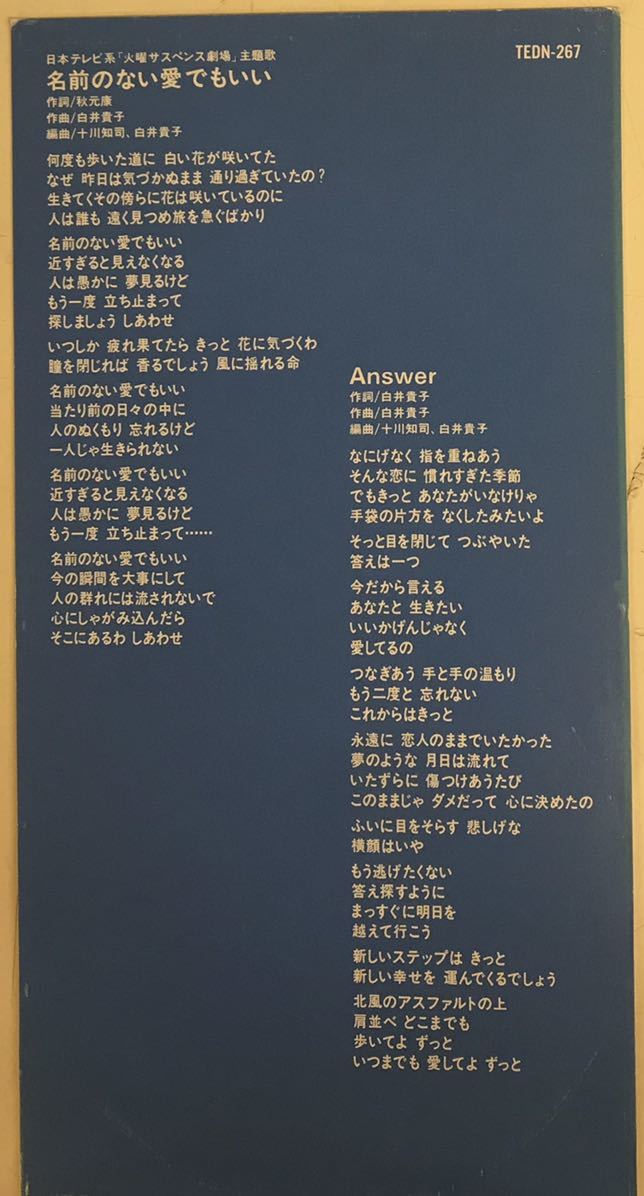 日本テレビ系「火曜サスペンス劇場」主題歌
名前のない愛でもいい
作詞/秋元康
作曲/白井貴子
編曲/十川知司、白井貴子
何度も歩いた道に 白い花が咲いてた
なぜ 昨日は気づかぬまま 通り過ぎていたの?
生きてくその傍らに花は咲いているのに
人は誰も 遠く見つめ旅を急ぐばかり
名前のない愛でもいい
近すぎると見えなくなる
人は愚かに 夢見るけど
もう一度 立ち止まって
探しましょう しあわせ
いつしか 疲れ果てたら きっと 花に気づくわ
瞳を閉じれば 香るでしょう 風に揺れる命
名前のない愛でもいい
当たり前の日々の中に
人のぬくもり 忘れるけど
一人じゃ生きられない
名前のない愛でもいい
近すぎると見えなくなる
人は愚かに 夢見るけど
もう一度 立ち止まって……
名前のない愛でもいい
今の瞬間を大事にして
人の群れには流されないで
心にしゃがみ込んだら
そこにあるわ しあわせ
TEDN-267
Answer
作詞/白井貴子
作曲/白井貴子
編曲/十川知司、白井貴子
なにげなく 指を重ねあう
そんな恋に 慣れすぎた季節
でもきっと あなたがいなけりゃ
手袋の片方を なくしたみたいよ
そっと目を閉じて つぶやいた
答えは一つ
今だから言える
あなたと 生きたい
いいかげんじゃなく
愛してるの
つなぎあう 手と手の温もり
もう二度と 忘れない
これからはきっと
永遠に 恋人のままでいたかった
夢のような 月日は流れて
いたずらに 傷つけあうたび
このままじゃ ダメだって 心に決めたの
ふいに目をそらす 悲しげな
横顔はいや
もう逃げたくない
答え探すように
まっすぐに明日を
越えて行こう
新しいステップは きっと
新しい幸せを 運んでくるでしょう
北風のアスファルトの上
肩並べ どこまでも
歩いてよ ずっと
いつまでも 愛してよ ずっと